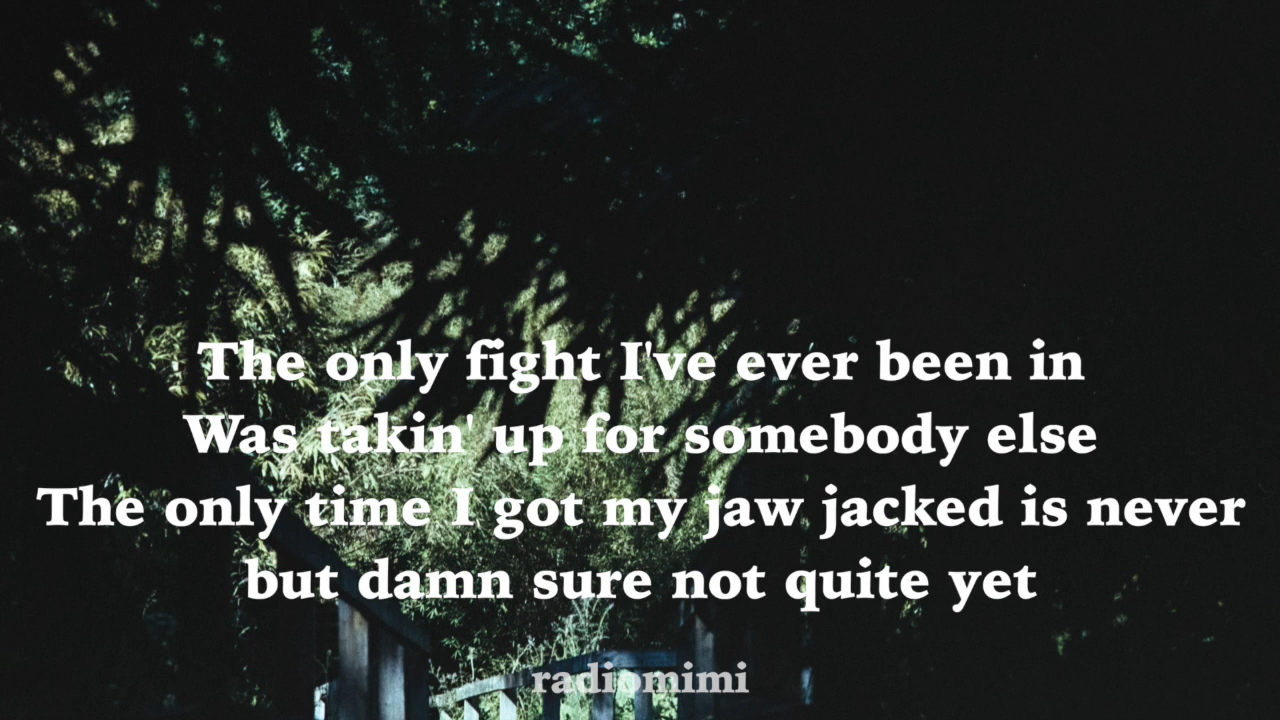 The only fight I've ever been in
Was takin' up for somebody else
The only time I got my jaw jacked is never
but damn sure not quite yet
radiomimi